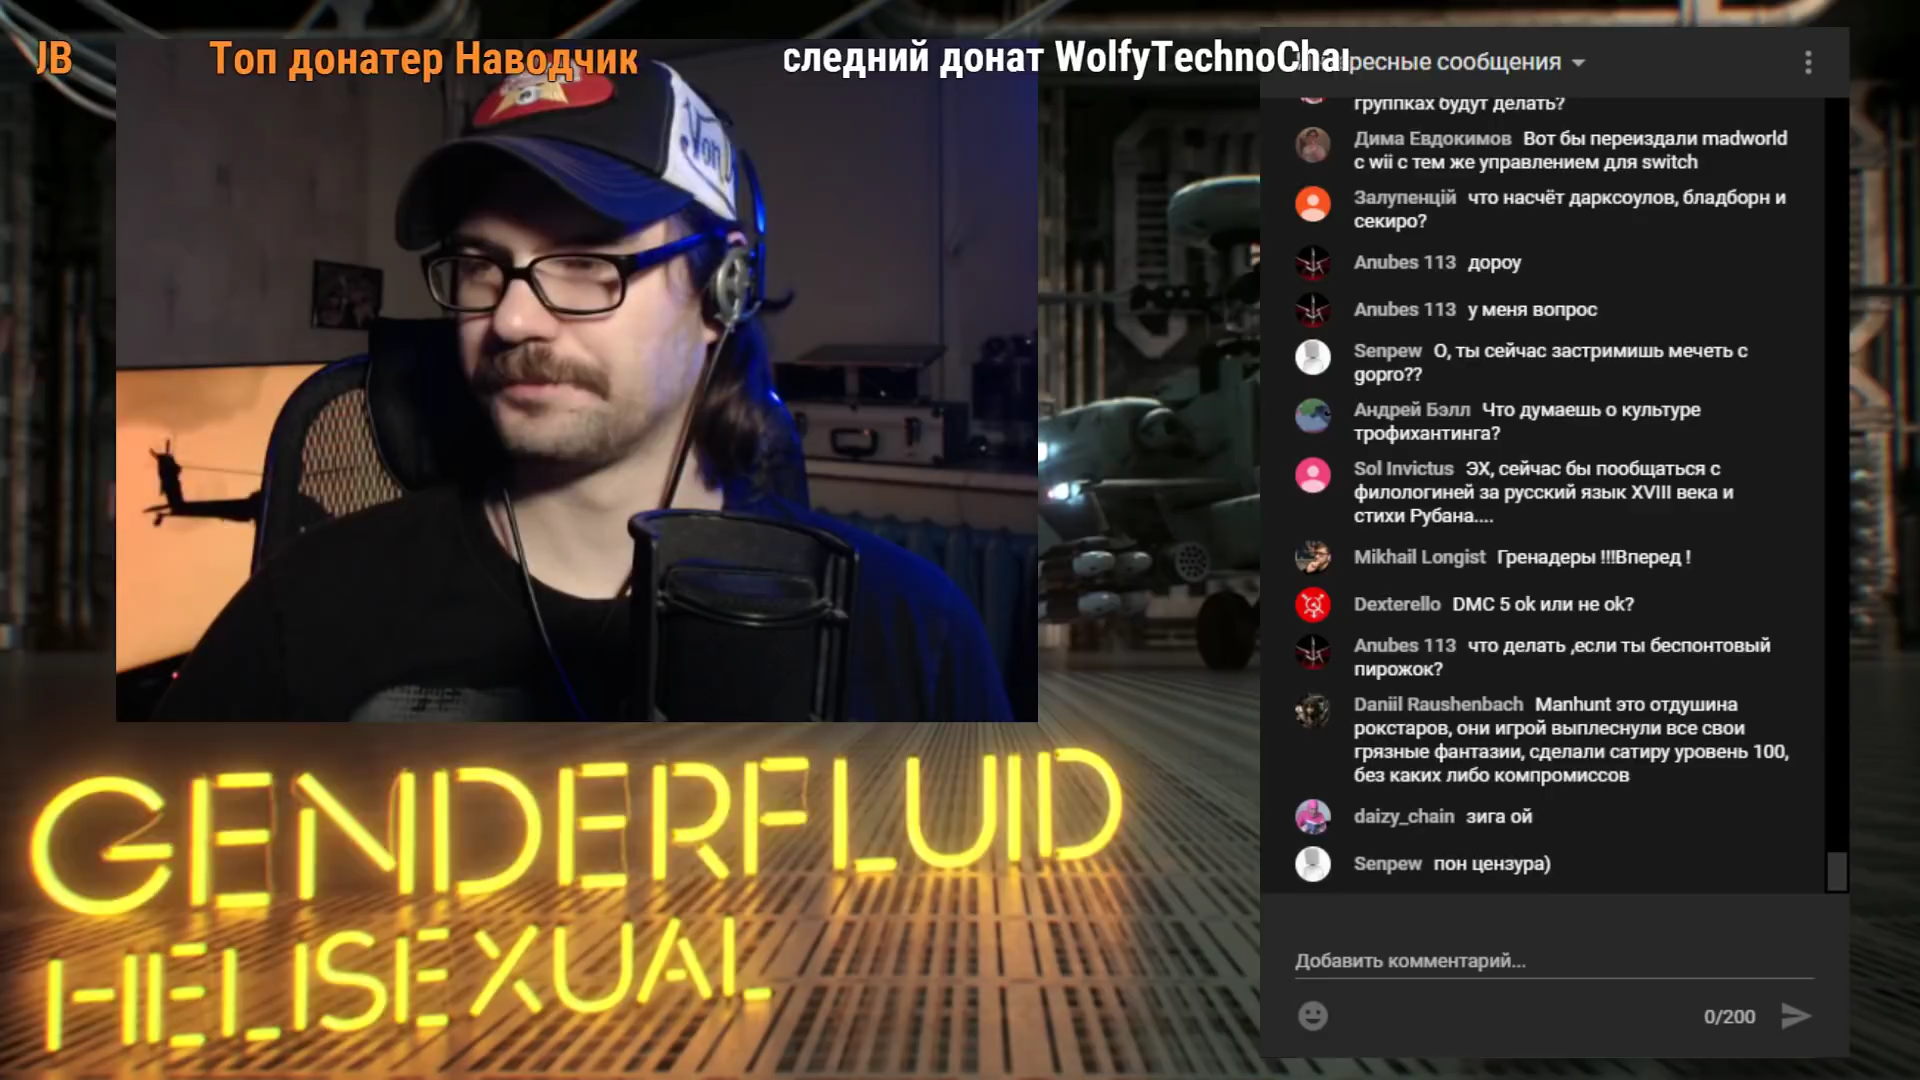 JB
Топ донатер Наводчик
следний донат WolfyTechnoCha
ресные сообщения
Von
группках будут делать?
Дима Евдокимов Вот бы переиздали madworld
с wii с тем же управлением для switch
Залупенцій что насчёт дарксоулов, бладборн и
секиро?
Anubes 113 дороу
Anubes 113 у меня вопрос
Senpew О, ты сейчас застримишь мечеть с
gopro??
Андрей Бэлл Что думаешь о культуре
трофихантинга?
Sol Invictus ЭХ, сейчас бы пообщаться с
филологиней за русский язык XVIII века и
стихи Рубана....
Mikhail Longist Гренадеры !!!Вперед !
Dexterello DMC 5 ok или не ok?
Anubes 113 что делать ,если ты беспонтовый
пирожок?
Daniil Raushenbach Manhunt это отдушина
рокстаров, они игрой выплеснули все свои
грязные фантазии, сделали сатиру уровень 100,
без каких либо компромиссов
daizy_chain зига ой
Senpew пон цензура)
Добавить комментарий...
0/200
GENDERFLUID
HELISEXUAL